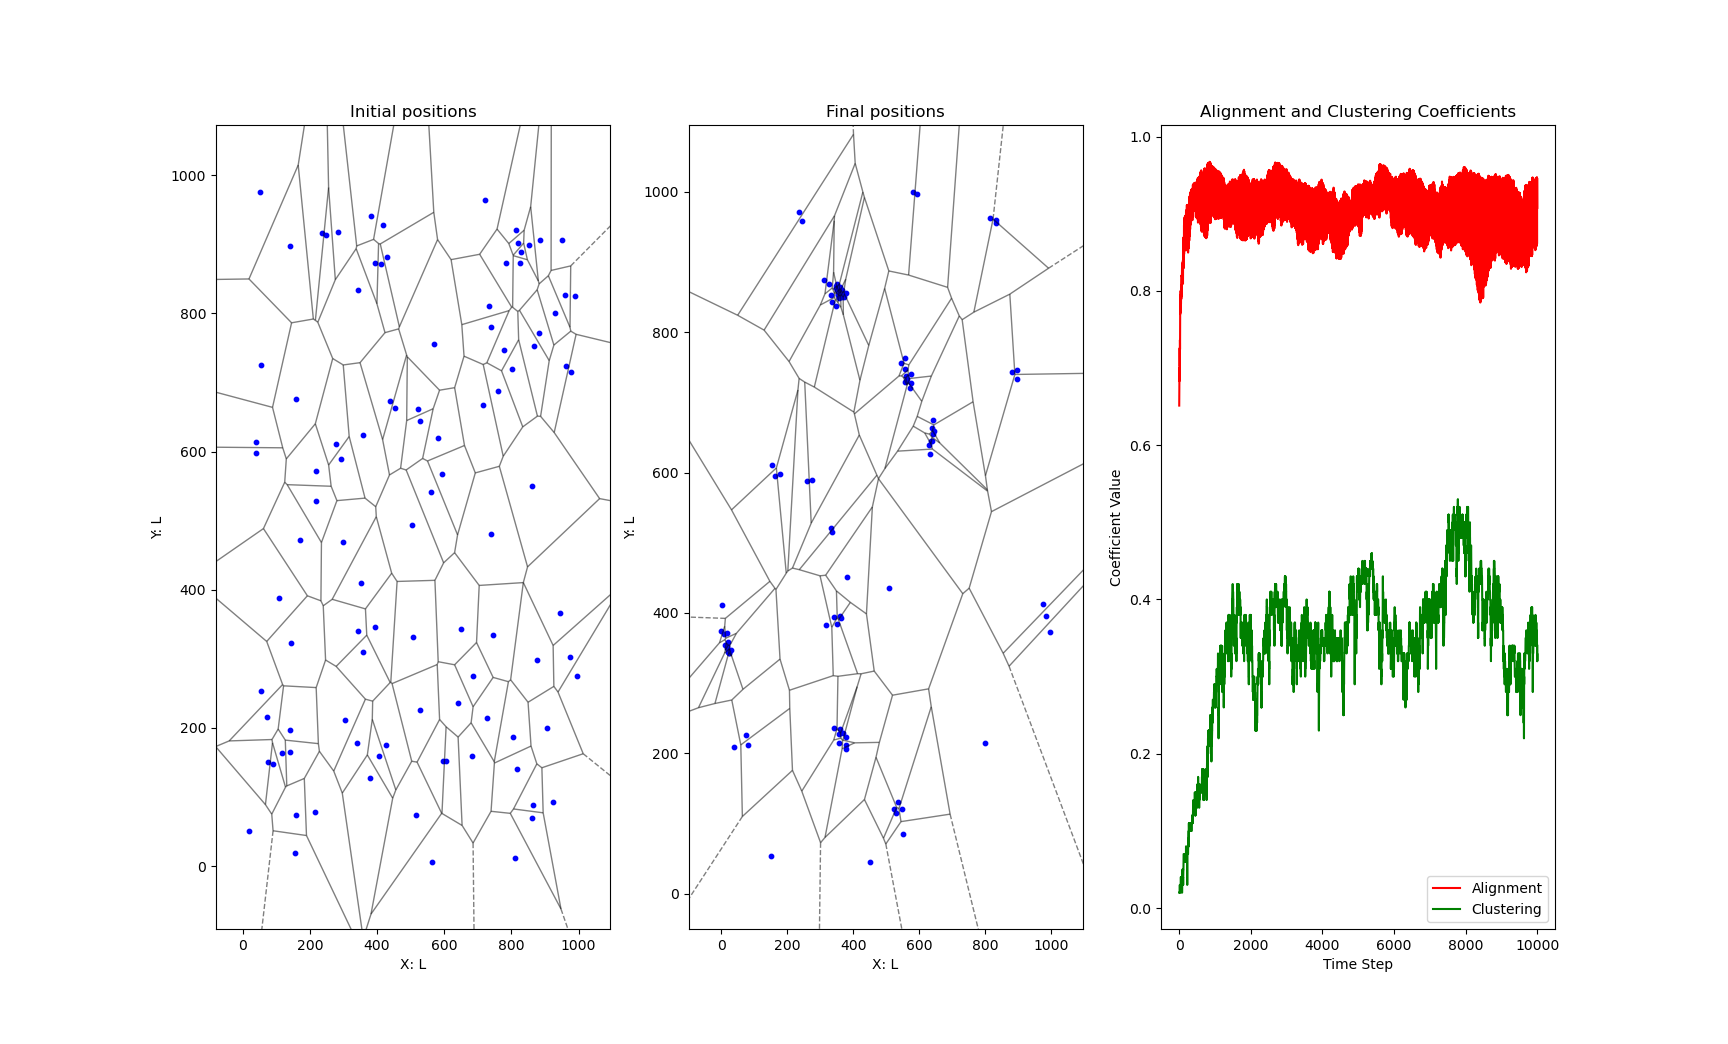 Initial positions
Final positions
Alignment and Clustering Coefficients
Y: L
1000
800
600
400
200
0
0 200 400 600 800 1000
X: L
Y: L
1000
800
600
400
200
0
0 200 400 600 800 1000
X: L
Coefficient Value
1.0
0.8
0.6
0.4
0.2
0.0
Alignment
Clustering
0 2000 4000 6000 8000 10000
Time Step